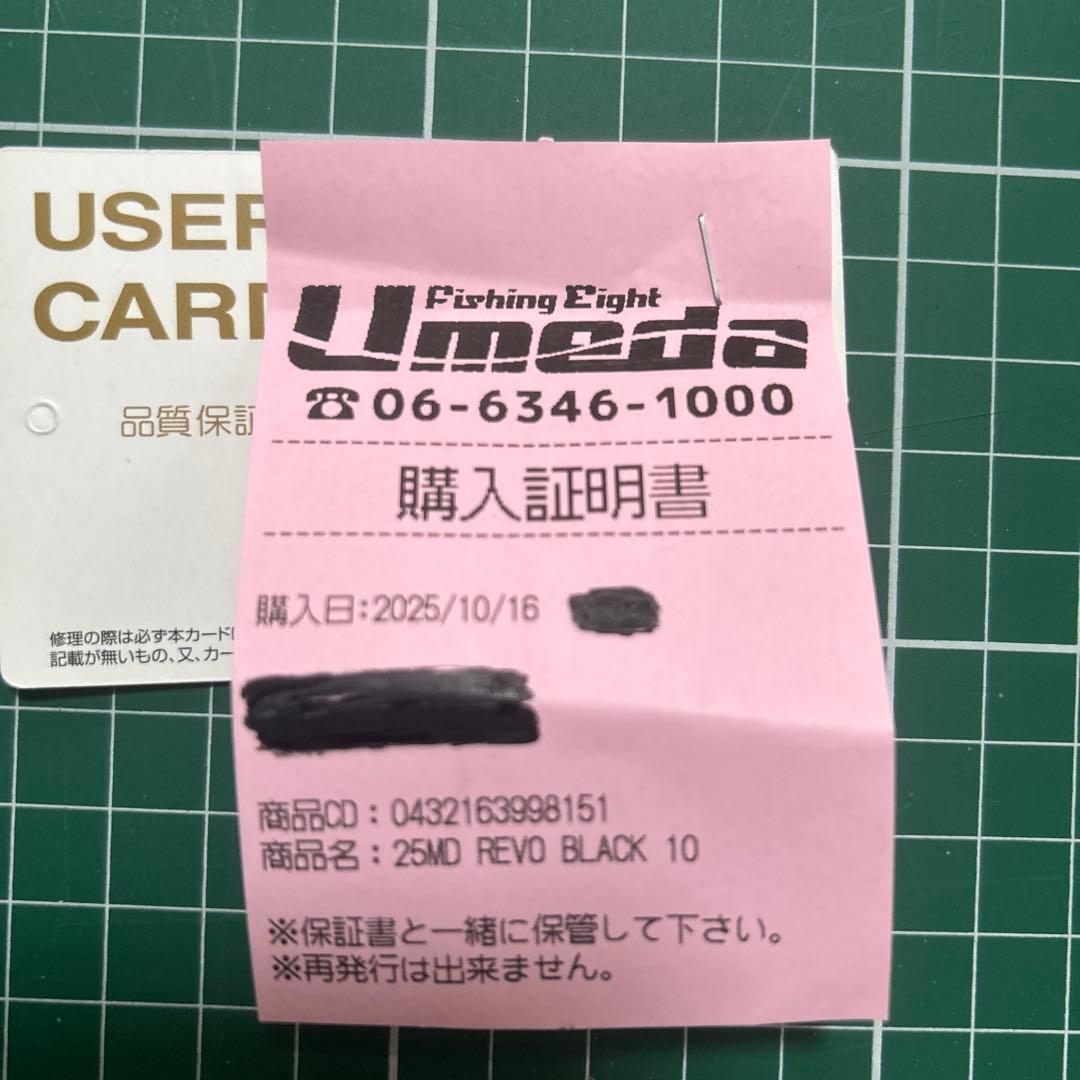 USER
CARD
品質保証
修理の際は必ず本カードに
記載が無いもの、又、カー
Fishing Eight
Umeda
☎06-6346-1000
購入証明書
購入日:2025/10/16
商品CD：0432163998151
商品名：25MD REVO BLACK 10
※保証書と一緒に保管して下さい。
※再発行は出来ません。